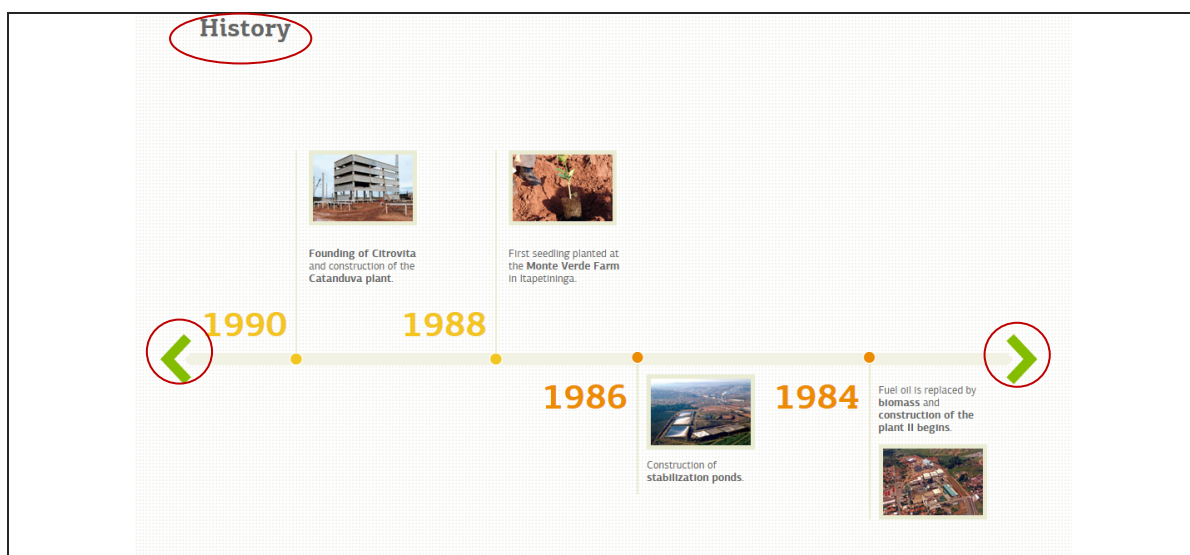 History
Founding of Citrovita
and construction of the
Catanduva plant.
First seedling planted at
the Monte Verde Farm
in Itapetininga.
1990
1988
1986
1984
Construction of
stabilization ponds.
Fuel oil is replaced by
biomass and
construction of the
plant II begins.